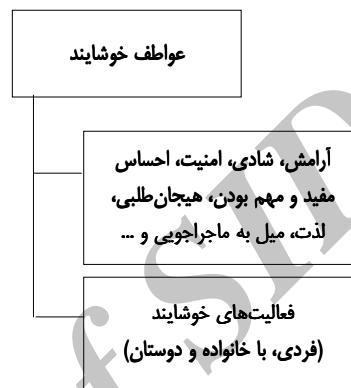 عواطف خوشایند
آرامش، شادی، امنیت، احساس
مفید و مهم بودن، هیجان‌طلبی،
لذت، میل به ماجراجویی و ...
فعالیت‌های خوشایند
(فردی، با خانواده و دوستان)
f SID